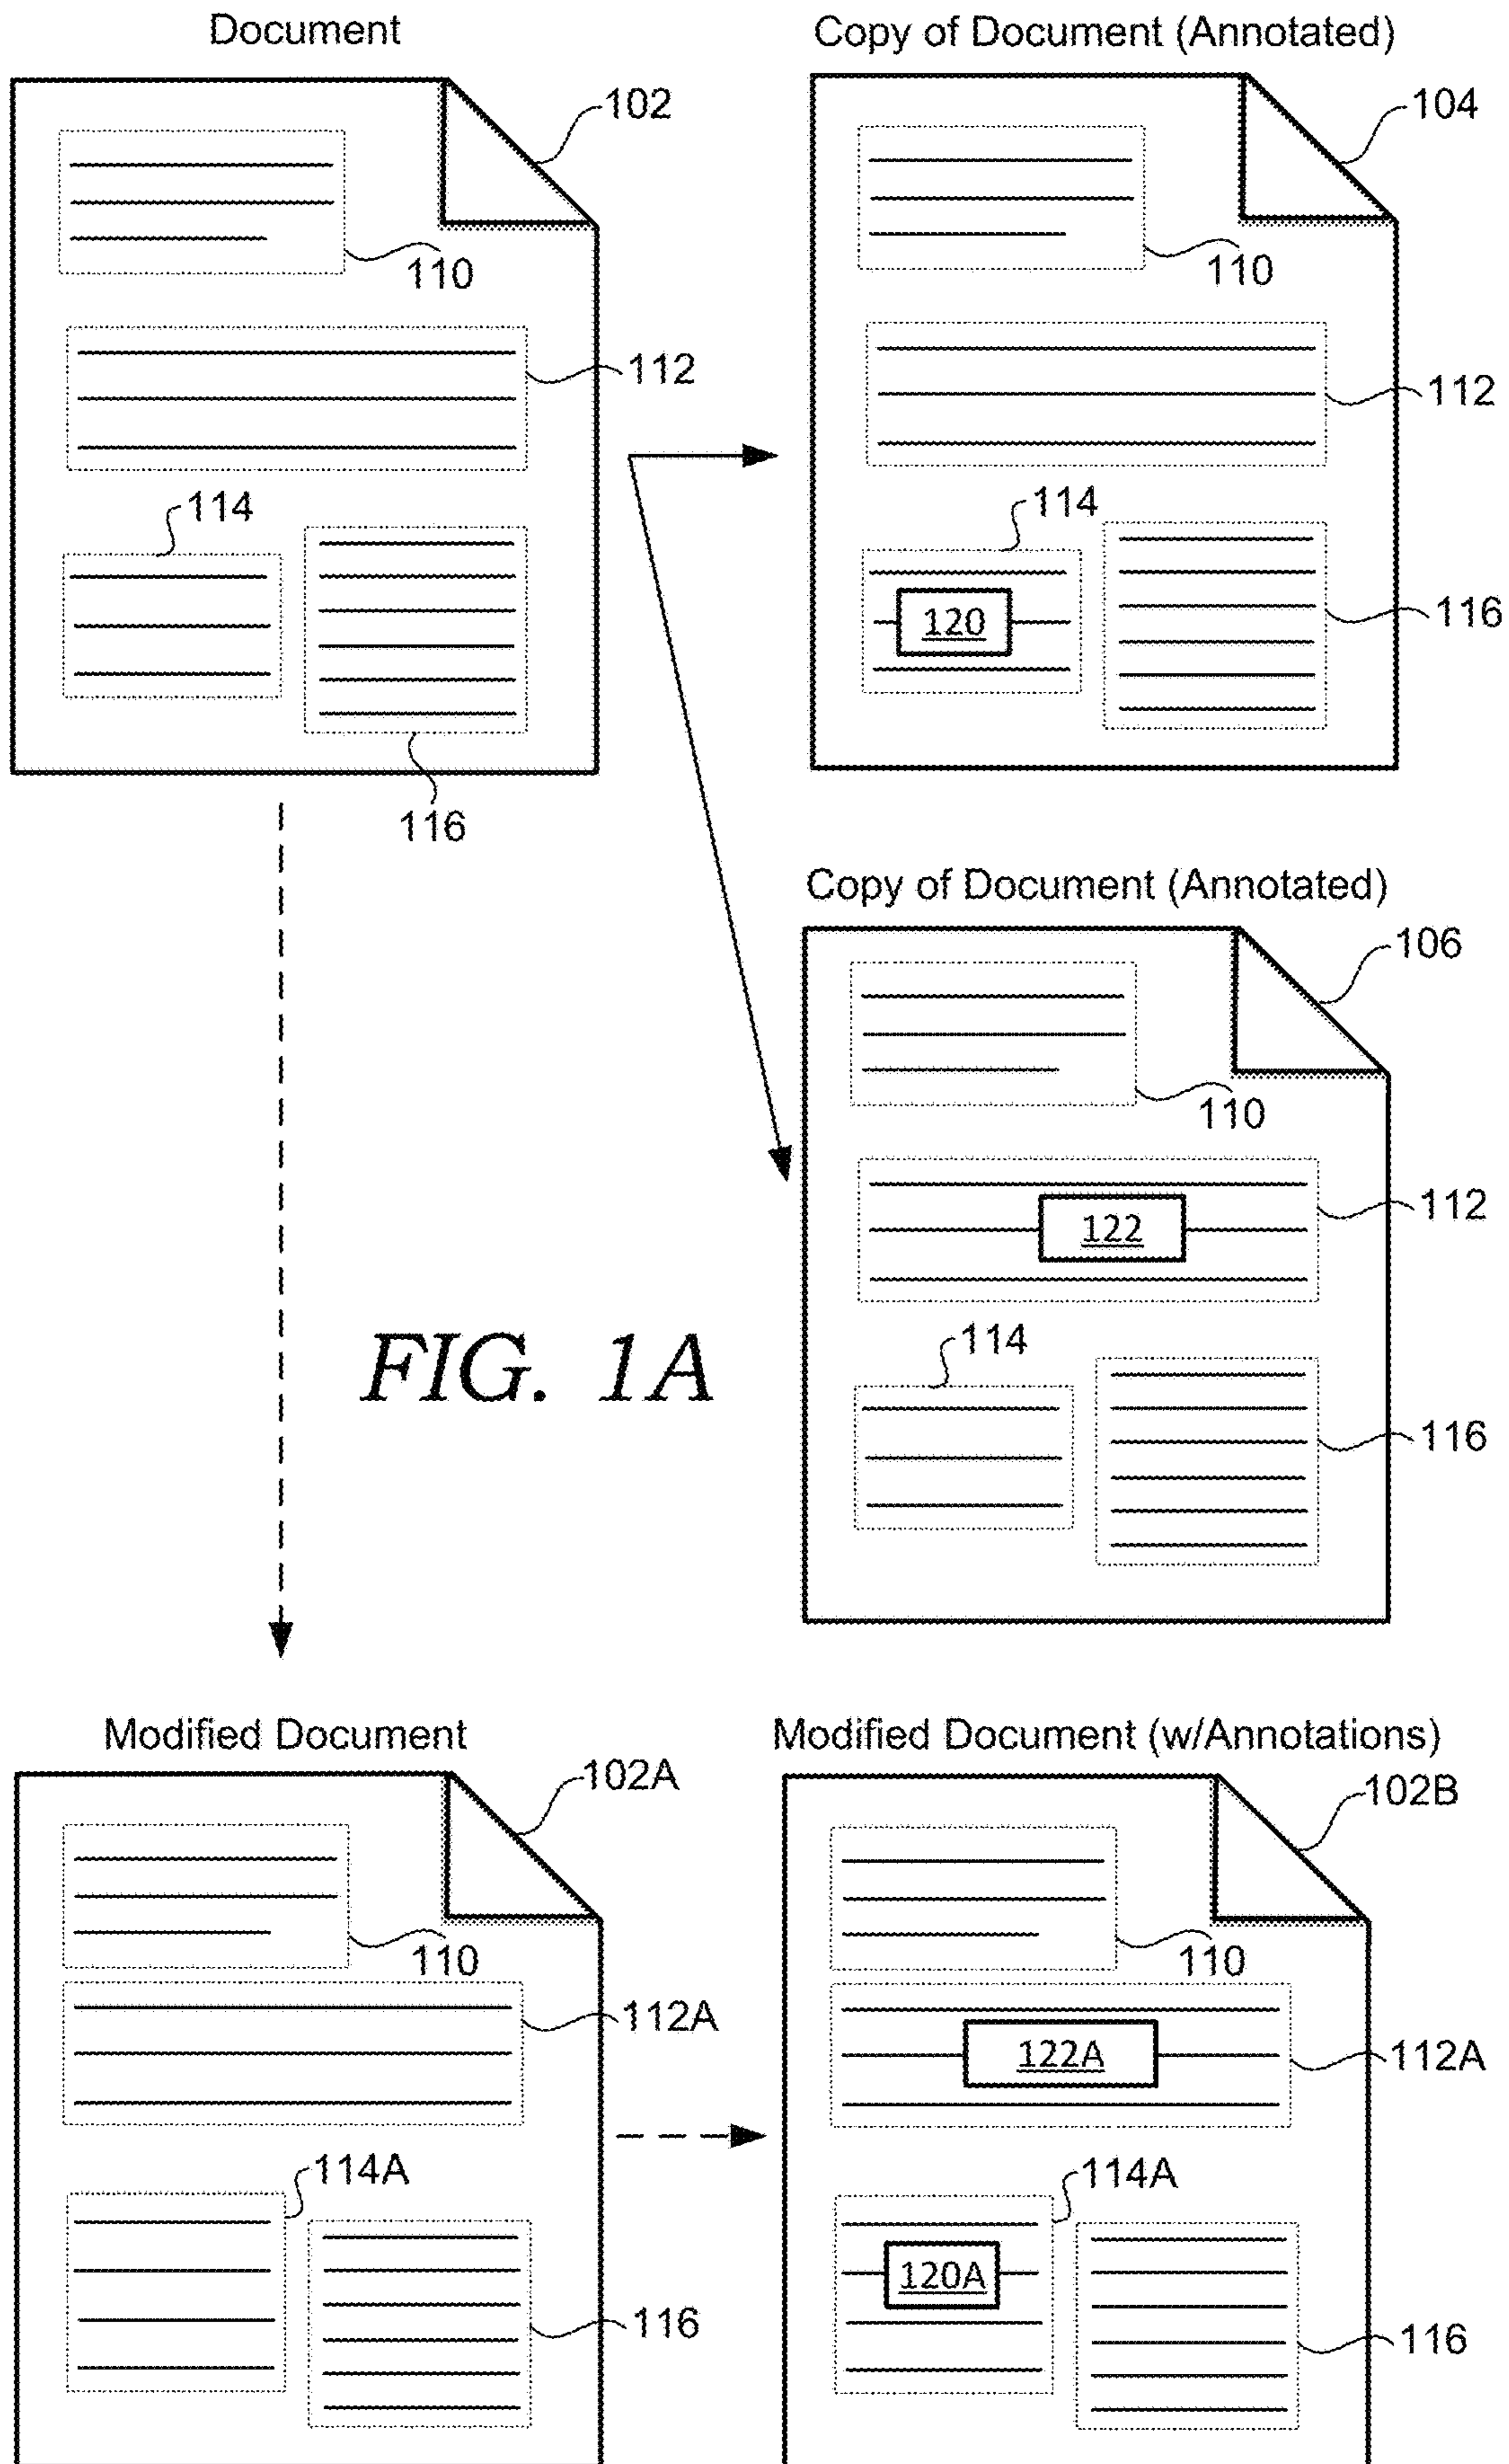 Document
Copy of Document (Annotated)
102
104
110
110
112
112
114
114
120
116
116
Copy of Document (Annotated)
106
110
122
112
FIG. 1A
114
116
Modified Document
Modified Document (w/Annotations)
102A
102B
110
110
112A
122A
112A
114A
114A
120A
116
116